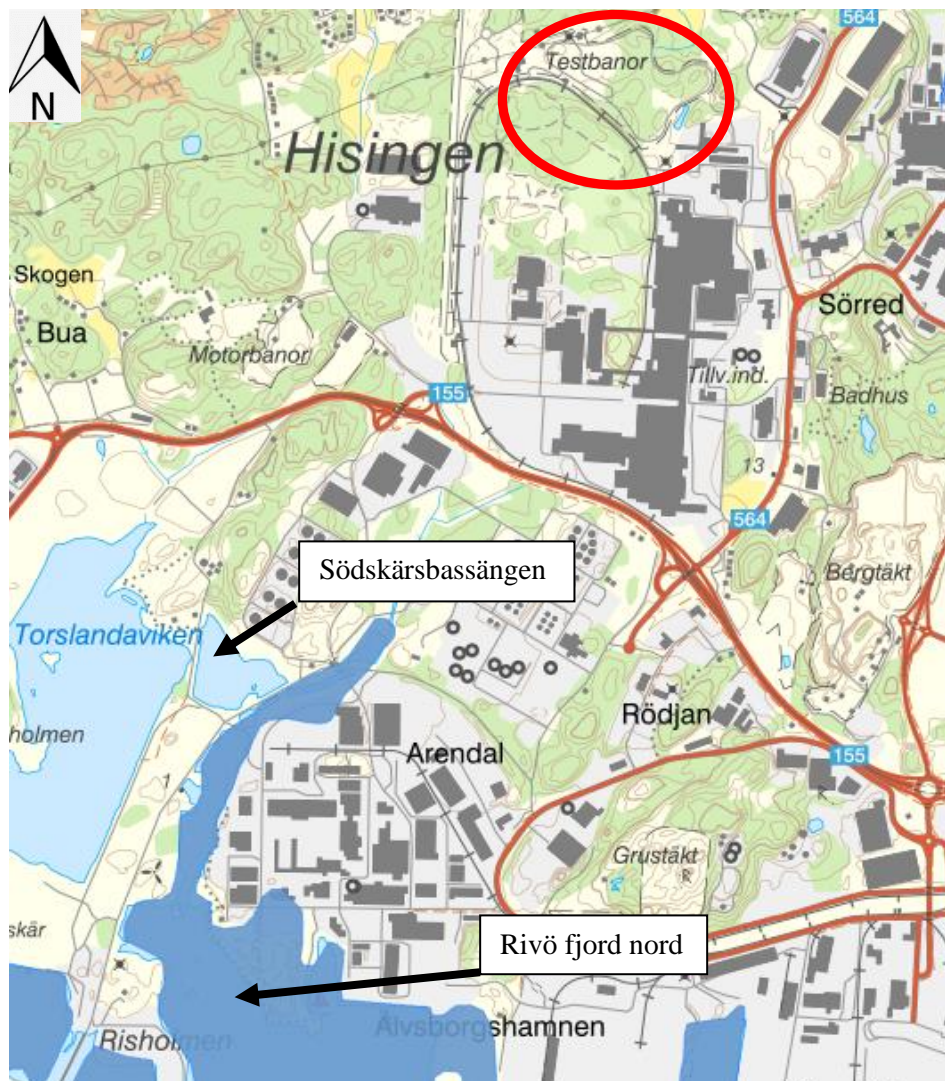 564
Testbanor
N
Hisingen
Skogen
Bua
Sörred
Motorbanor
Tillv.ind.
155
Badhus
13
564
Södskärsbassängen
Bergtäkt
Torslandaviken
holmen
Rödjan
Arendal
155
1
Grustäkt
skär
Rivö fjord nord
Älvsborgshamnen
Risholmen